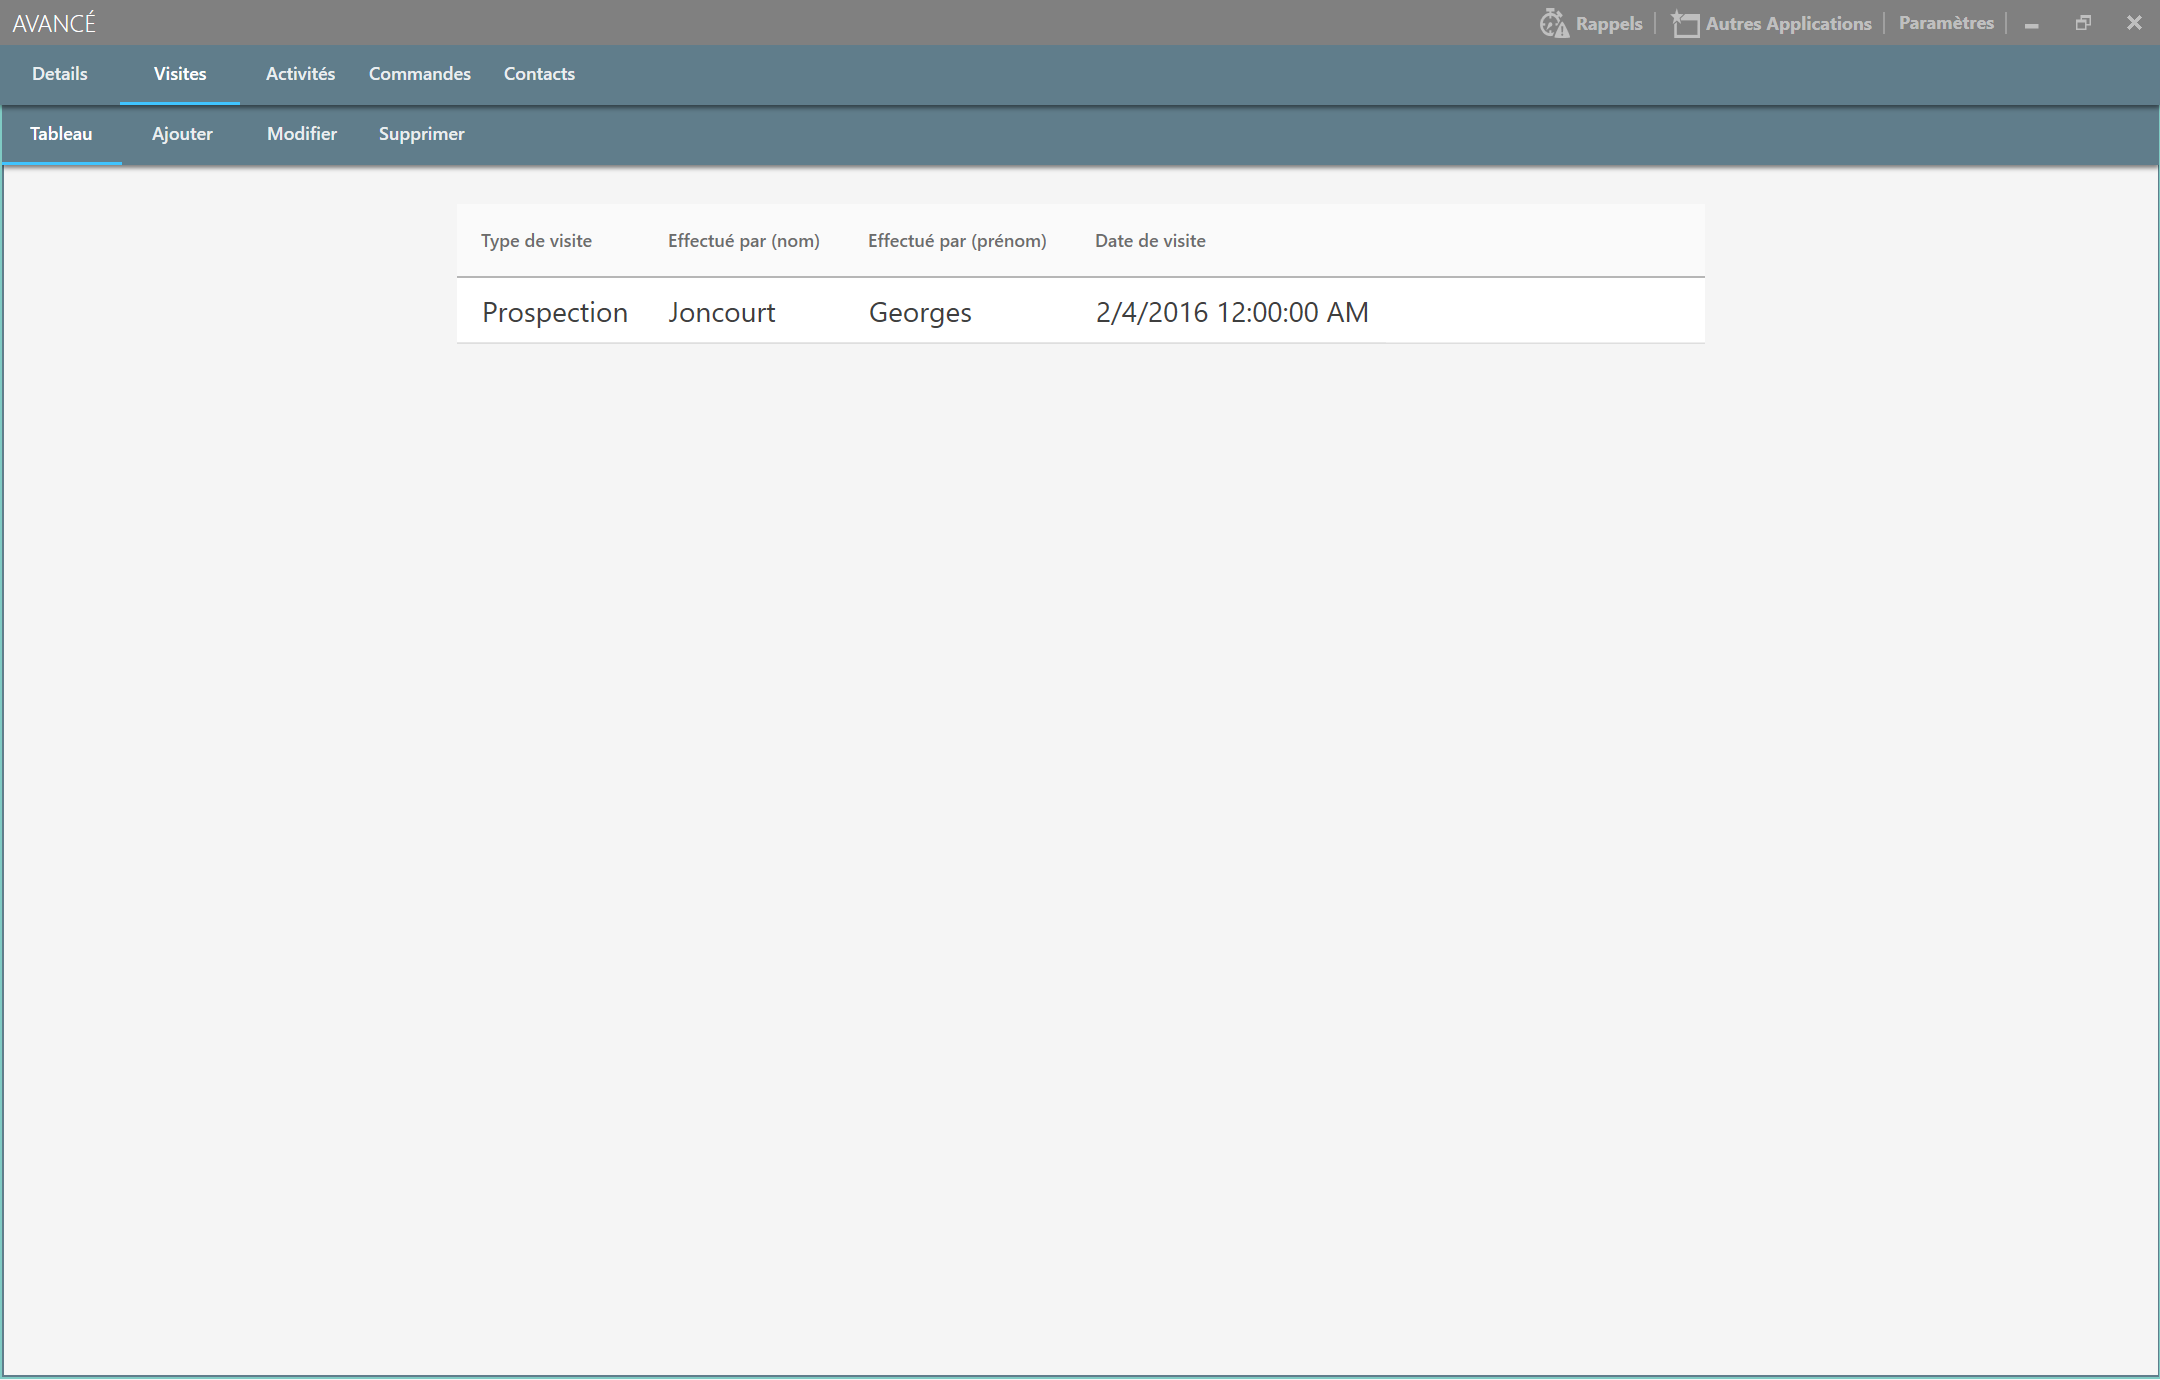 AVANCÉ Rappels Autres Applications Paramètres
Details Visites Activités Commandes Contacts
Tableau Ajouter Modifier Supprimer
Type de visite Effectué par (nom) Effectué par (prénom) Date de visite
Prospection Joncourt Georges 2/4/2016 12:00:00 AM